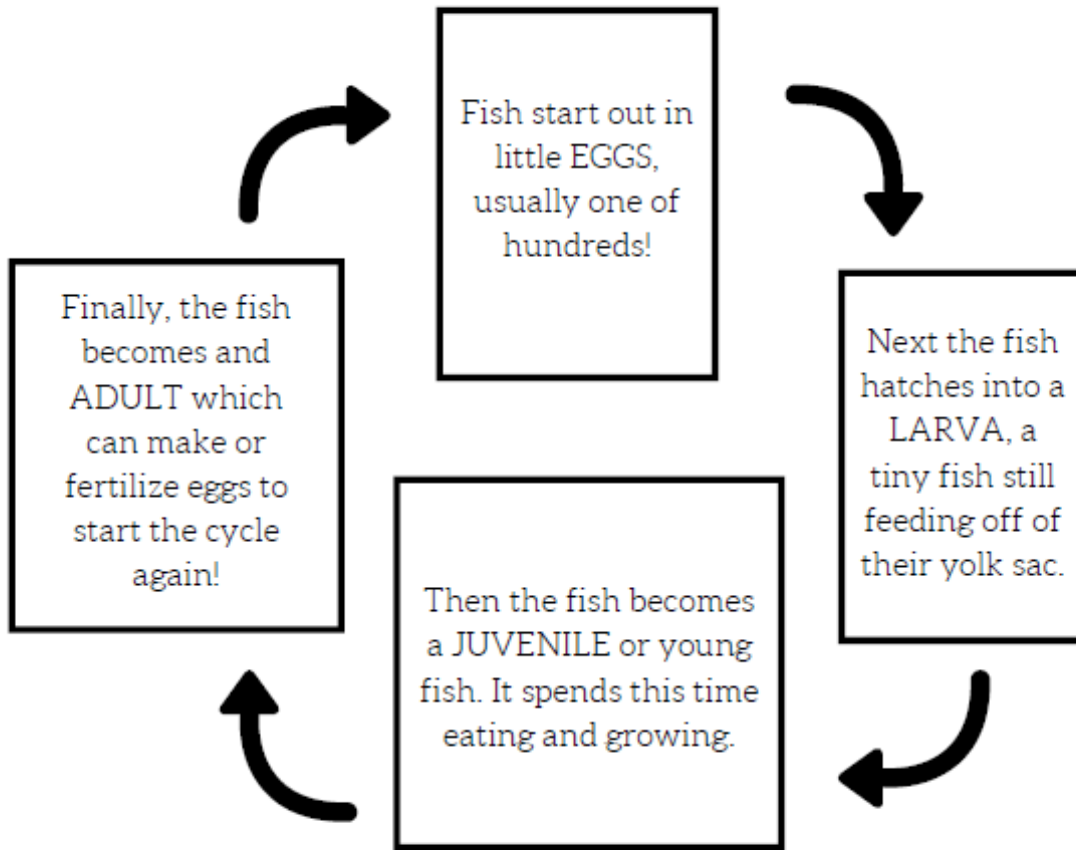 Fish start out in
little EGGS,
usually one of
hundreds!
Next the fish
hatches into a
LARVA, a
tiny fish still
feeding off of
their yolk sac.
Then the fish becomes
a JUVENILE or young
fish. It spends this time
eating and growing.
Finally, the fish
becomes and
ADULT which
can make or
fertilize eggs to
start the cycle
again!